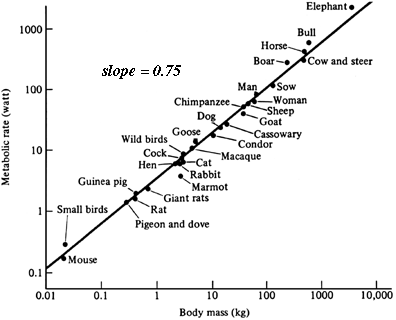 Elephant
1000
Bull
Horse
Boar
Cow and steer
slope = 0.75
100
Man
Sow
Chimpanzee
Woman
Sheep
Dog
Goat
Goose
Cassowary
Wild birds
Condor
10
Cock
Macaque
Hen
Cat
Rabbit
Guinea pig
Marmot
Giant rats
Small birds
Rat
1
Pigeon and dove
Mouse
0.1
Metabolic rate (watt)
0.01
0.1
1
10
100
1000
10,000
Body mass (kg)